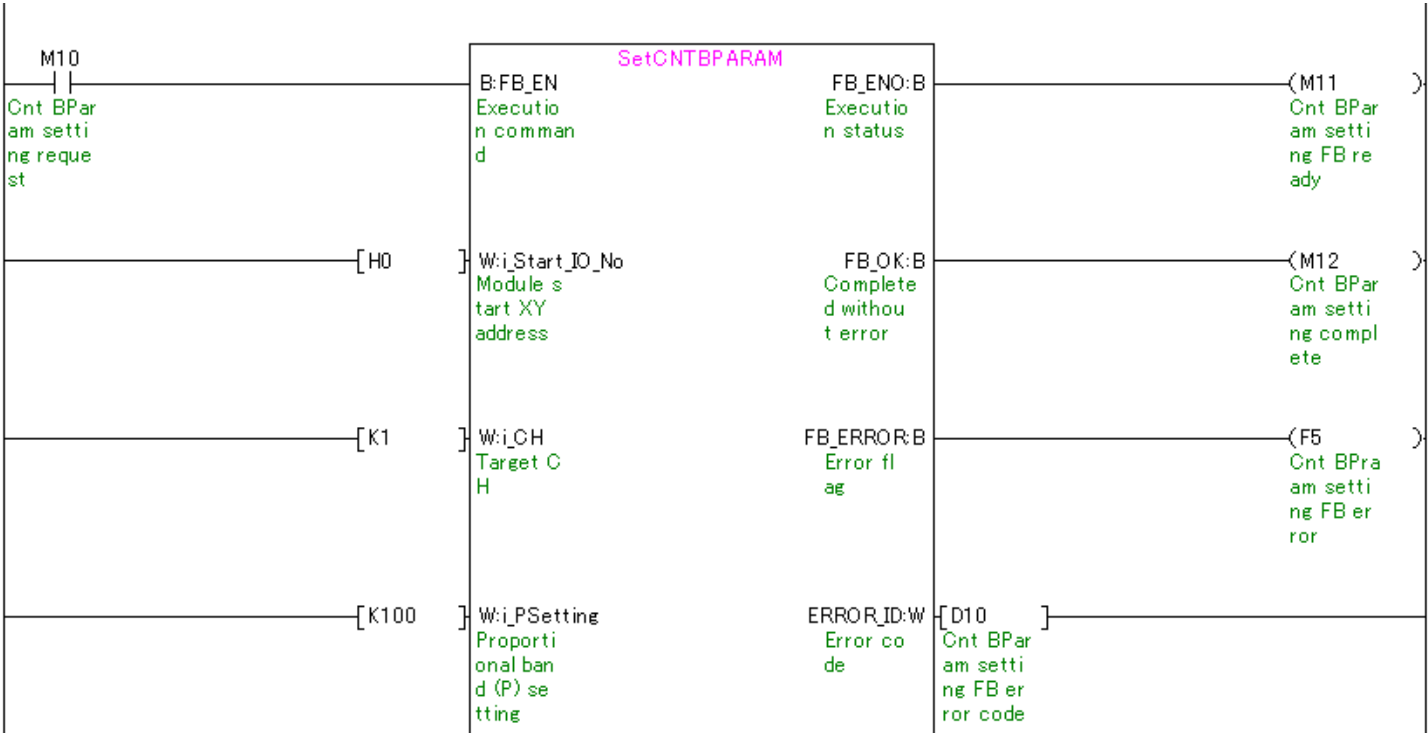 M10
SetCNTBPARAM
B:FB_EN
FB_ENO:B
(M11 )
Cnt BPar
am setti
ng reque
st
Executio
n comman
d
Executio
n status
Cnt BPar
am setti
ng FB re
ady
[H0 ]
W:i_Start_IO_No
FB_OK:B
(M12 )
Module s
tart XY
address
Complete
d withou
t error
Cnt BPar
am setti
ng compl
ete
[K1 ]
W:i_CH
FB_ERROR:B
(F5 )
Target C
H
Error fl
ag
Cnt BPra
am setti
ng FB er
ror
[K100 ]
W:i_PSetting
ERROR_ID:W
[D10 ]
Proporti
onal ban
d (P) se
tting
Error co
de
Cnt BPar
am setti
ng FB er
ror code